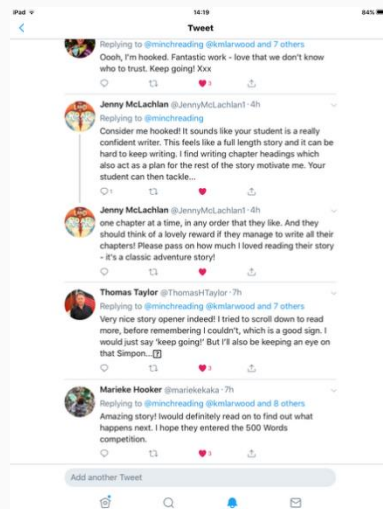 iPad
14:19
84%
Tweet
Replying to @minchreading @kmlarwood and 7 others
Oooh, I'm hooked. Fantastic work - love that we don't know
who to trust. Keep going! Xxx
3
Jenny McLachlan @JennyMcLachlan1 · 4h
Replying to @minchreading
Consider me hooked! It sounds like your student is a really
confident writer. This feels like a full length story and it can be
hard to keep writing. I find writing chapter headings which
also act as a plan for the rest of the story motivate me. Your
student can then tackle...
1
Jenny McLachlan @JennyMcLachlan1 · 4h
one chapter at a time, in any order that they like. And they
should think of a lovely reward if they manage to write all their
chapters! Please pass on how much I loved reading their story
- it's a classic adventure story!
Thomas Taylor @ThomasHTaylor · 7h
Replying to @minchreading @kmlarwood and 7 others
Very nice story opener indeed! I tried to scroll down to read
more, before remembering I couldn't, which is a good sign. I
would just say 'keep going!' But I'll also be keeping an eye on
that Simpon...
3
Marieke Hooker @mariekekaka · 7h
Replying to @minchreading @kmlarwood and 8 others
Amazing story! Iwould definitely read on to find out what
happens next. I hope they entered the 500 Words
competition.
3
Add another Tweet